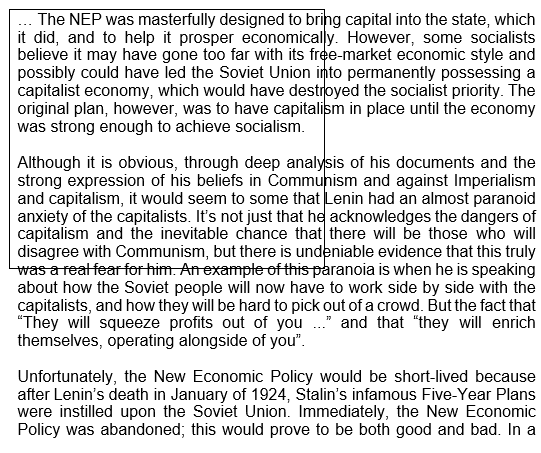 … The NEP was masterfully designed to bring capital into the state, which
it did, and to help it prosper economically. However, some socialists
believe it may have gone too far with its free-market economic style and
possibly could have led the Soviet Union into permanently possessing a
capitalist economy, which would have destroyed the socialist priority. The
original plan, however, was to have capitalism in place until the economy
was strong enough to achieve socialism.

Although it is obvious, through deep analysis of his documents and the
strong expression of his beliefs in Communism and against Imperialism
and capitalism, it would seem to some that Lenin had an almost paranoid
anxiety of the capitalists. It’s not just that he acknowledges the dangers of
capitalism and the inevitable chance that there will be those who will
disagree with Communism, but there is undeniable evidence that this truly
was a real fear for him. An example of this paranoia is when he is speaking
about how the Soviet people will now have to work side by side with the
capitalists, and how they will be hard to pick out of a crowd. But the fact that
“They will squeeze profits out of you ...” and that “they will enrich
themselves, operating alongside of you”.

Unfortunately, the New Economic Policy would be short-lived because
after Lenin’s death in January of 1924, Stalin’s infamous Five-Year Plans
were instilled upon the Soviet Union. Immediately, the New Economic
Policy was abandoned; this would prove to be both good and bad. In a